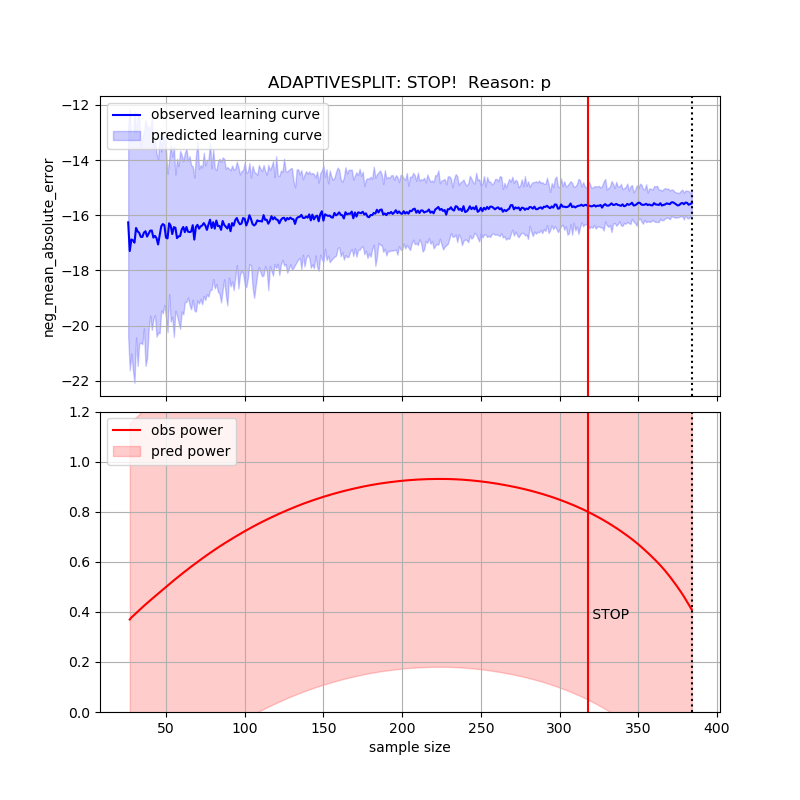 ADAPTIVESPLIT: STOP!  Reason: p
neg_mean_absolute_error
−12
−14
−16
−18
−20
−22
observed learning curve
predicted learning curve
1.2
1.0
0.8
0.6
0.4
0.2
0.0
obs power
pred power
STOP
50 100 150 200 250 300 350 400
sample size